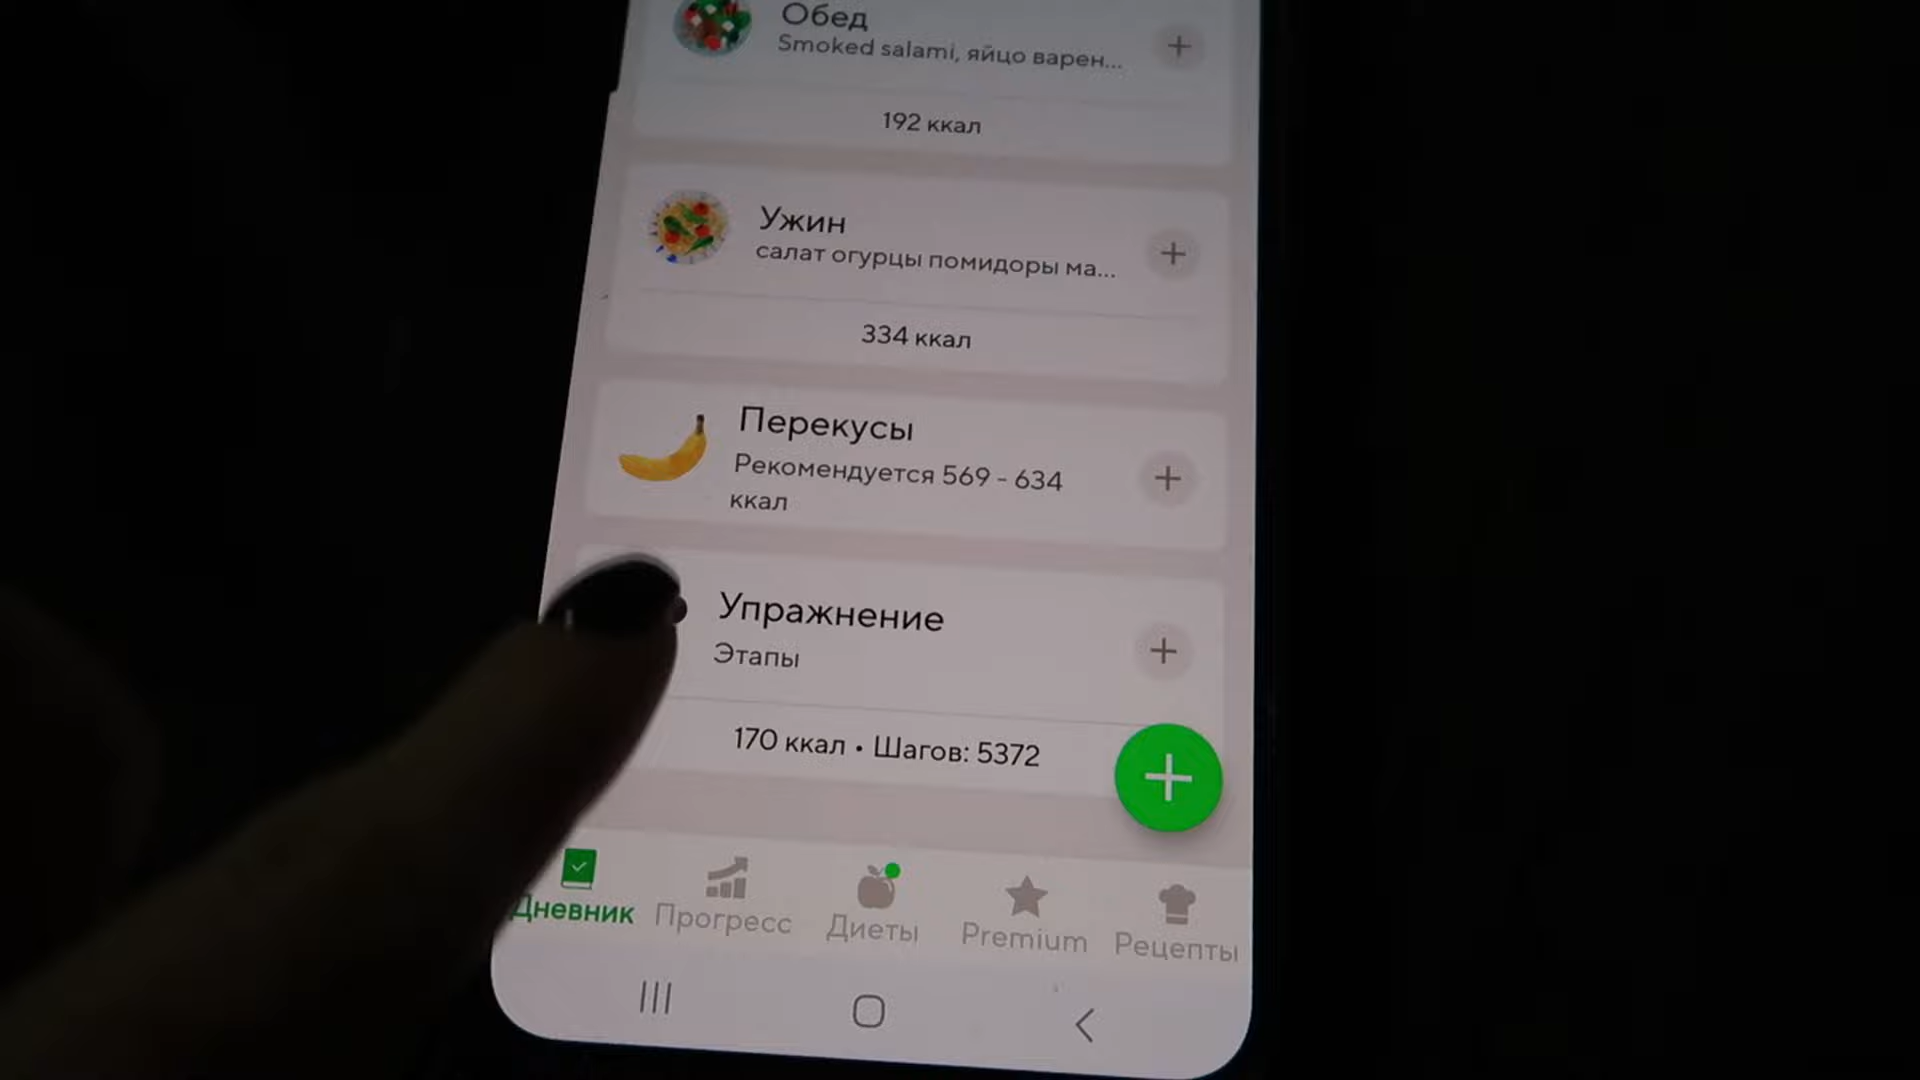 Обед
Smoked salami, яйцо варен...
192 ккал
Ужин
салат огурцы помидоры ма...
334 ккал
Перекусы
Рекомендуется 569 - 634
ккал
Упражнение
Этапы
170 ккал • Шагов: 5372
Дневник
Прогресс
Диеты
Premium
Рецепты